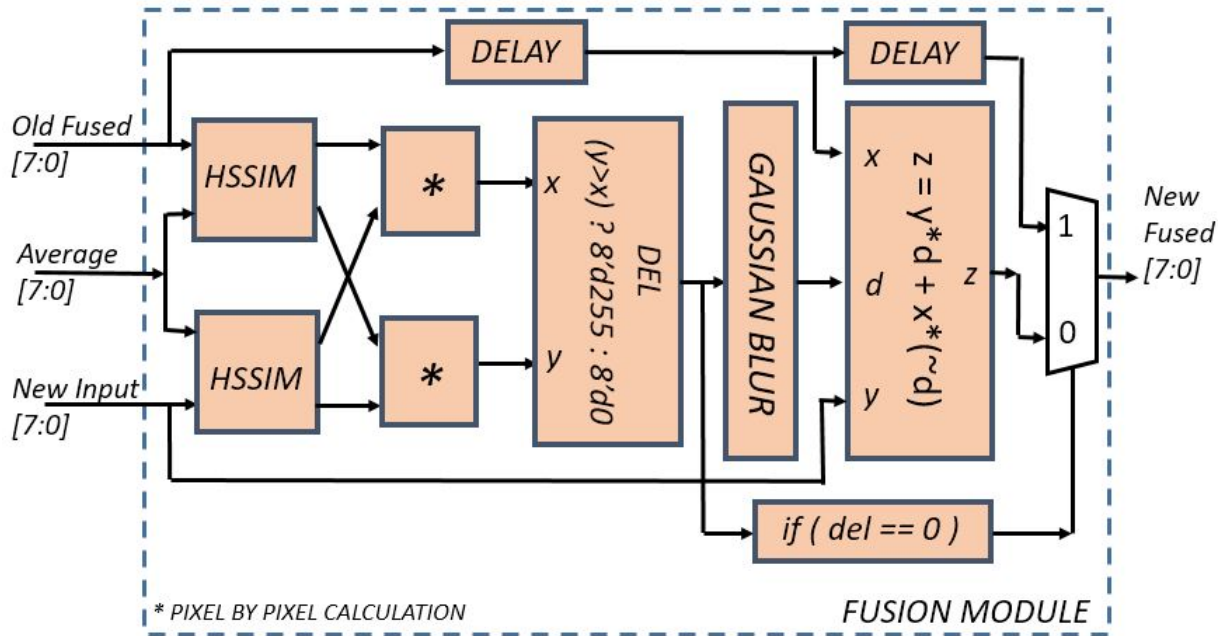 DELAY
DELAY
Old Fused
[7:0]
HSSIM
*
x
(y>x) ? 8'd255 : 8'd0
DEL
GAUSSIAN BLUR
x
z = y*d + x*(~d)
New
Fused
[7:0]
1
Average
[7:0]
d
z
0
HSSIM
*
y
New Input
[7:0]
y
if ( del == 0 )
* PIXEL BY PIXEL CALCULATION
FUSION MODULE